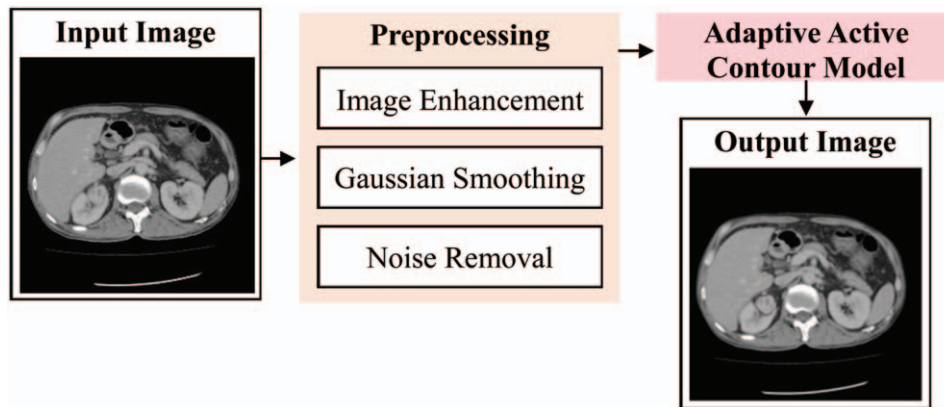 Input Image
Preprocessing
Image Enhancement
Gaussian Smoothing
Noise Removal
Adaptive Active
Contour Model
Output Image